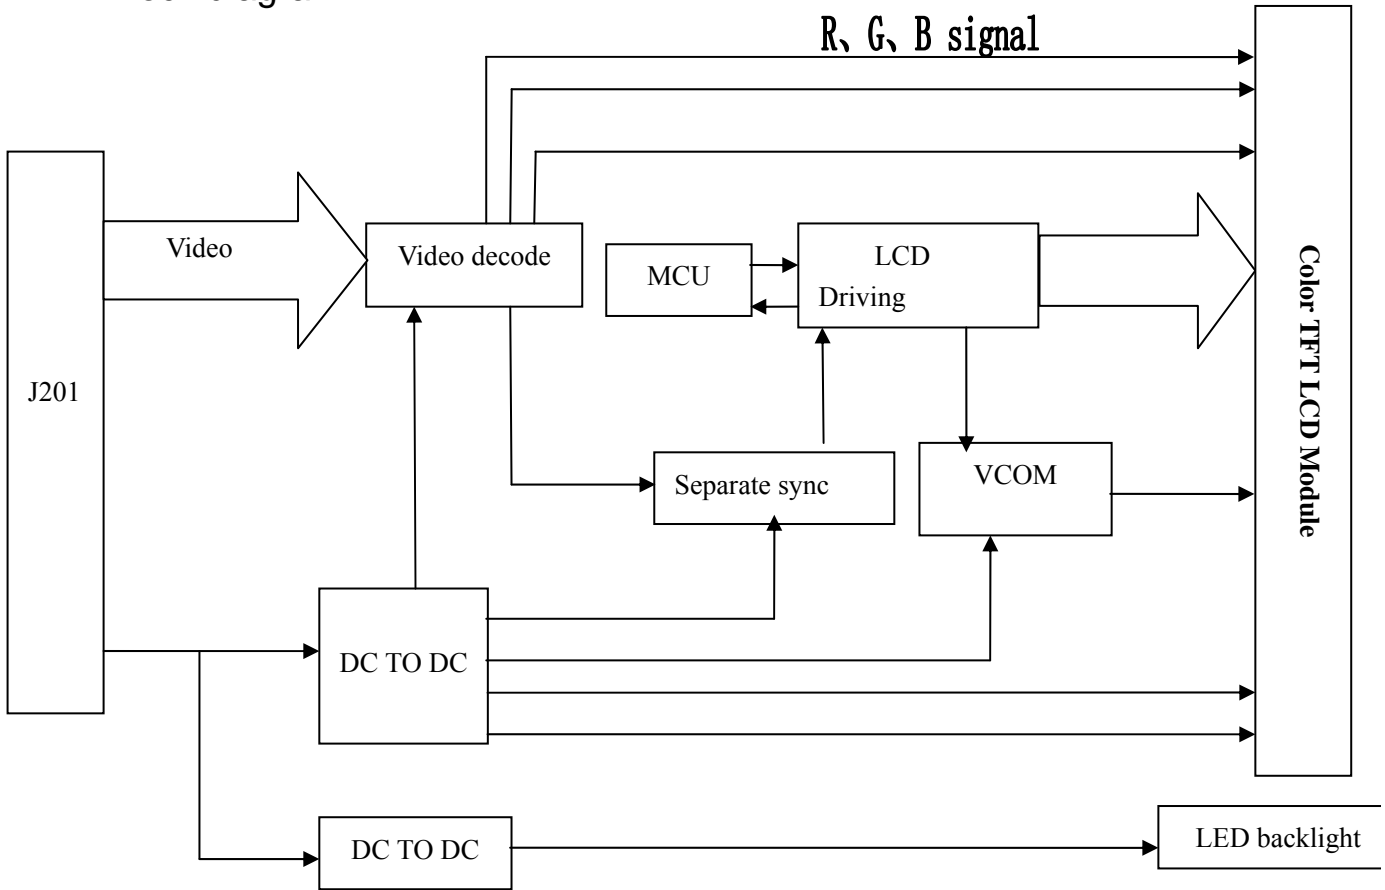 R、G、B signal
Video
Video decode
MCU
LCD
Driving
Color TFT LCD Module
J201
Separate sync
VCOM
DC TO DC
DC TO DC
LED backlight